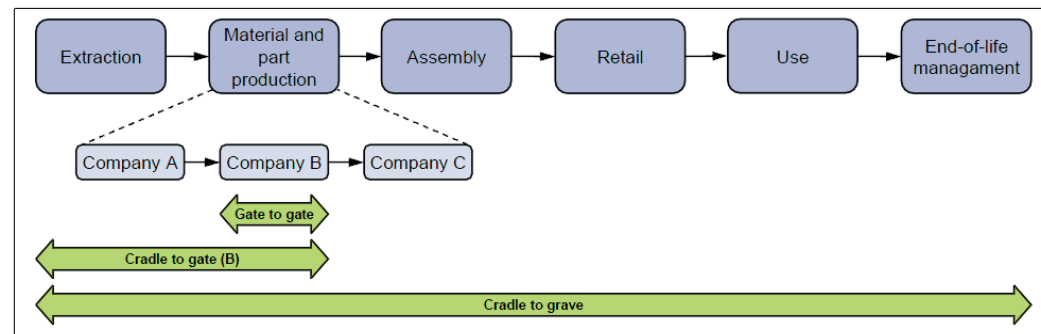 Extraction
Material and
part
production
Assembly
Retail
Use
End-of-life
managament
Company A
Company B
Company C
Gate to gate
Cradle to gate (B)
Cradle to grave